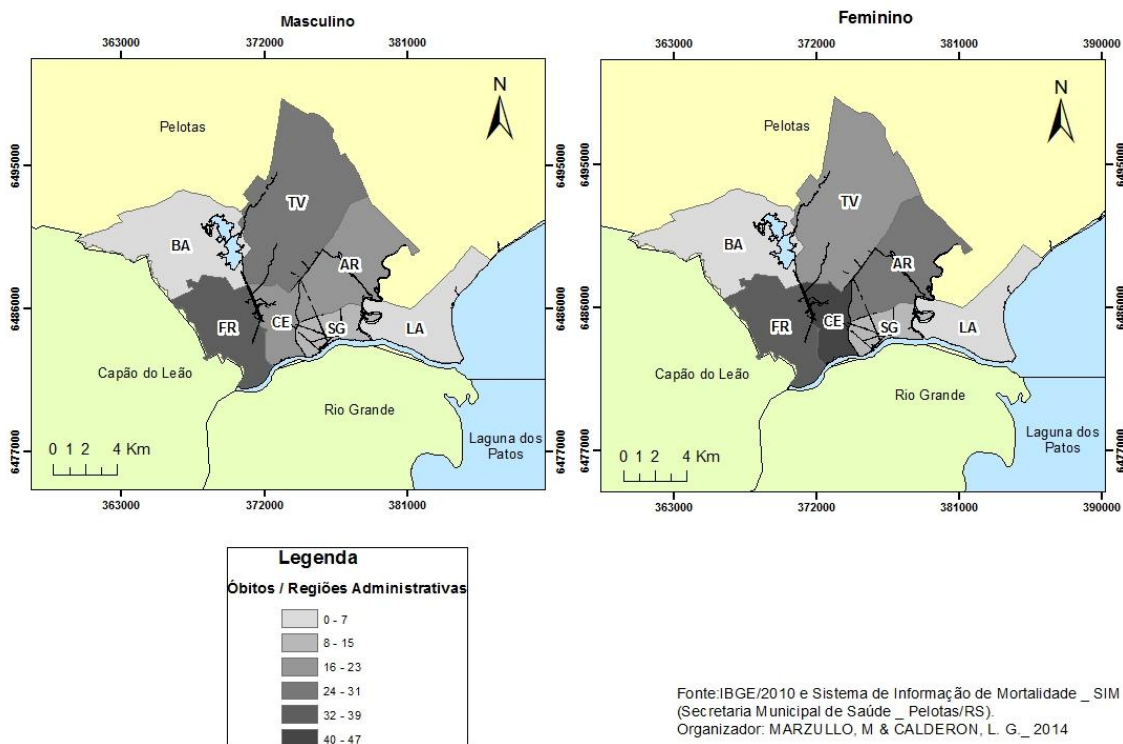 Masculino
363000 372000 381000
N
Pelotas
6495000 6495000
TV
BA
AR
6486000 6486000
FR CE SG LA
Capão do Leão
Rio Grande
Laguna dos
Patos
0 1 2 4 Km
6477000 6477000
363000 372000 381000
Feminino
363000 372000 381000 390000
N
Pelotas
6495000
TV
BA
AR
6486000
FR CE SG LA
Capão do Leão
Rio Grande
Laguna dos
Patos
0 1 2 4 Km
6477000
363000 372000 381000 390000
Legenda
Óbitos / Regiões Administrativas
0 - 7
8 - 15
16 - 23
24 - 31
32 - 39
40 - 47
Fonte:IBGE/2010 e Sistema de Informação de Mortalidade _ SIM
(Secretaria Municipal de Saúde _ Pelotas/RS).
Organizador: MARZULLO, M & CALDERON, L. G._ 2014